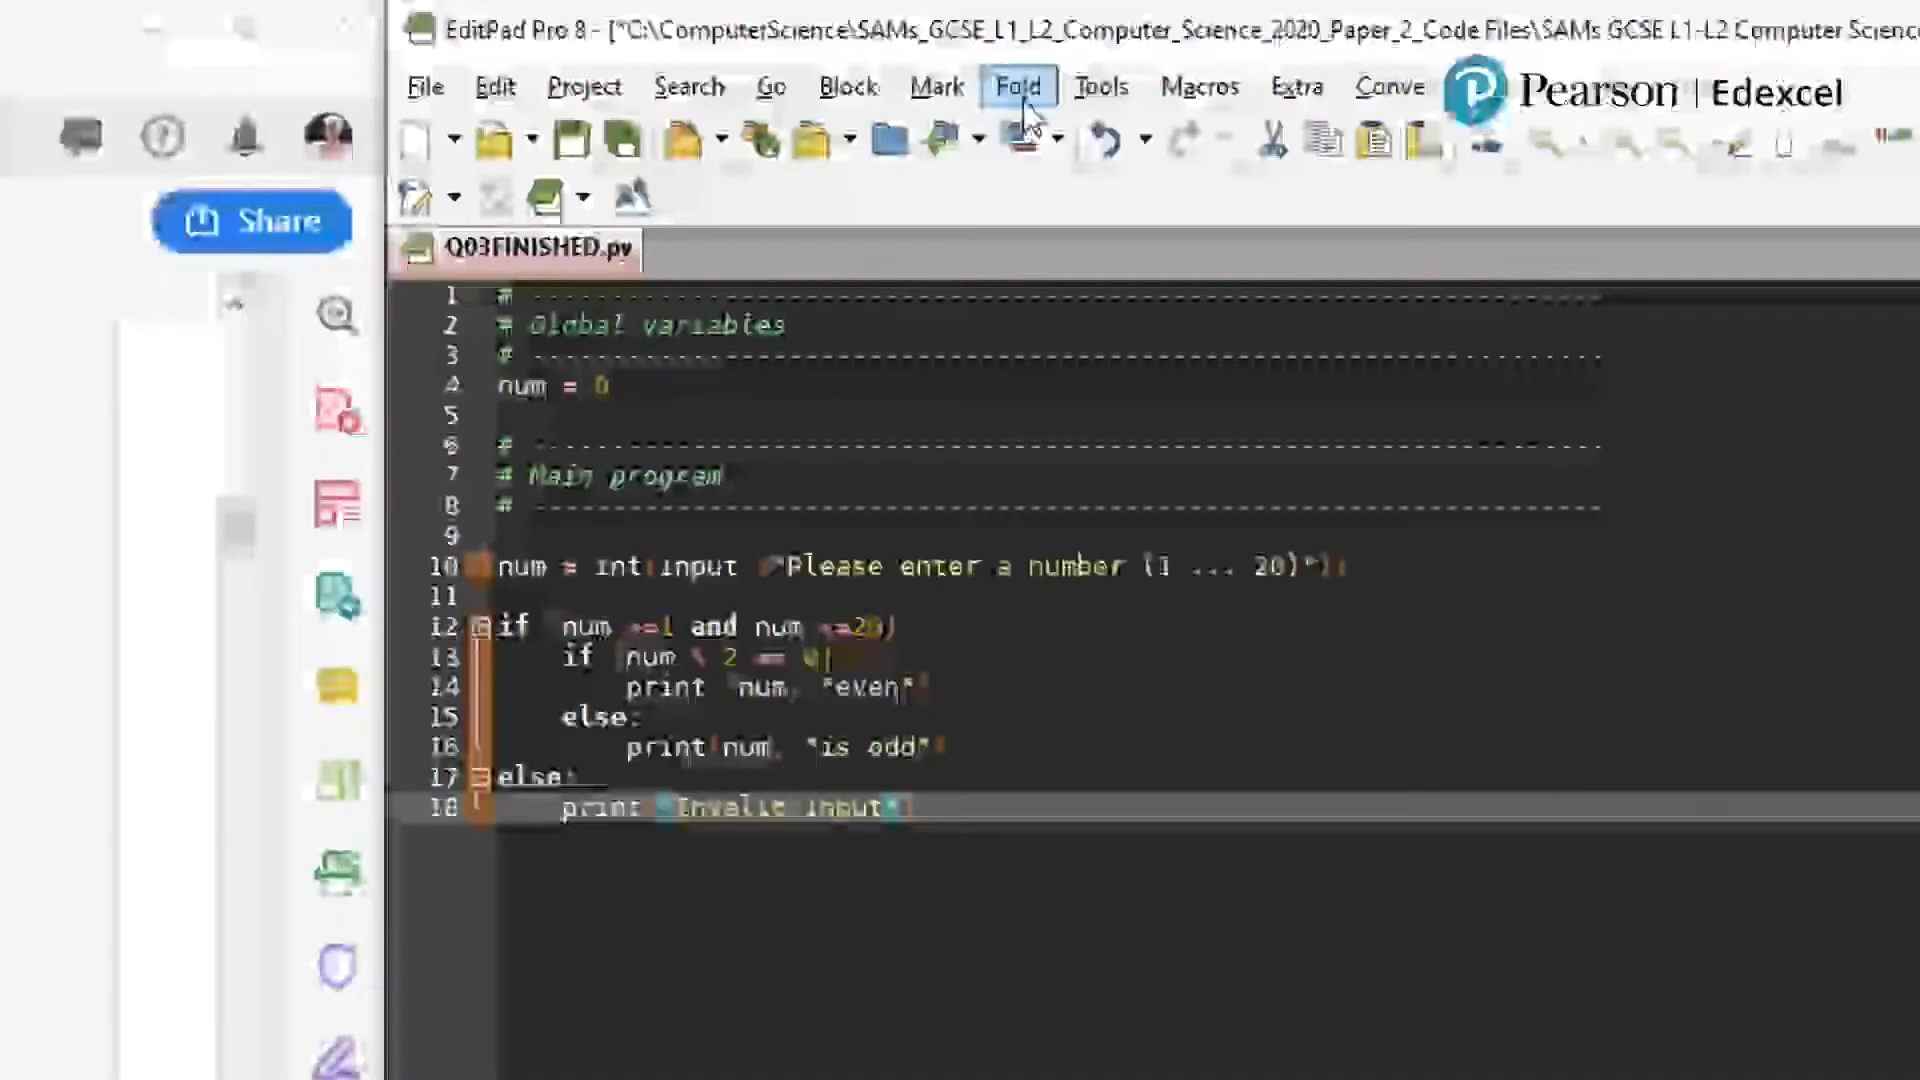 EditPad Pro 8 - [*C:\ComputerScience\SAMs_GCSE_L1_L2_Computer_Science_2020_Paper_2_Code Files\SAMs GCSE L1-L2 Computer Science
File Edit Project Search Go Block Mark Fold Tools Macros Extra Conve
Pearson | Edexcel
Share
Q03FINISHED.py
1 # ----------
2 # Global variables
3 # ----------
4 num = 0
5
6 # ----------
7 # Main program
8 # ----------
9
10 num = int(input ("Please enter a number (1 ... 20)"))
11
12 if num 1 and num
13 if num 2 == 0
14 print num, "even"
15 else:
16 print(num, "is odd")
17 else:
18 print "Invalid input"